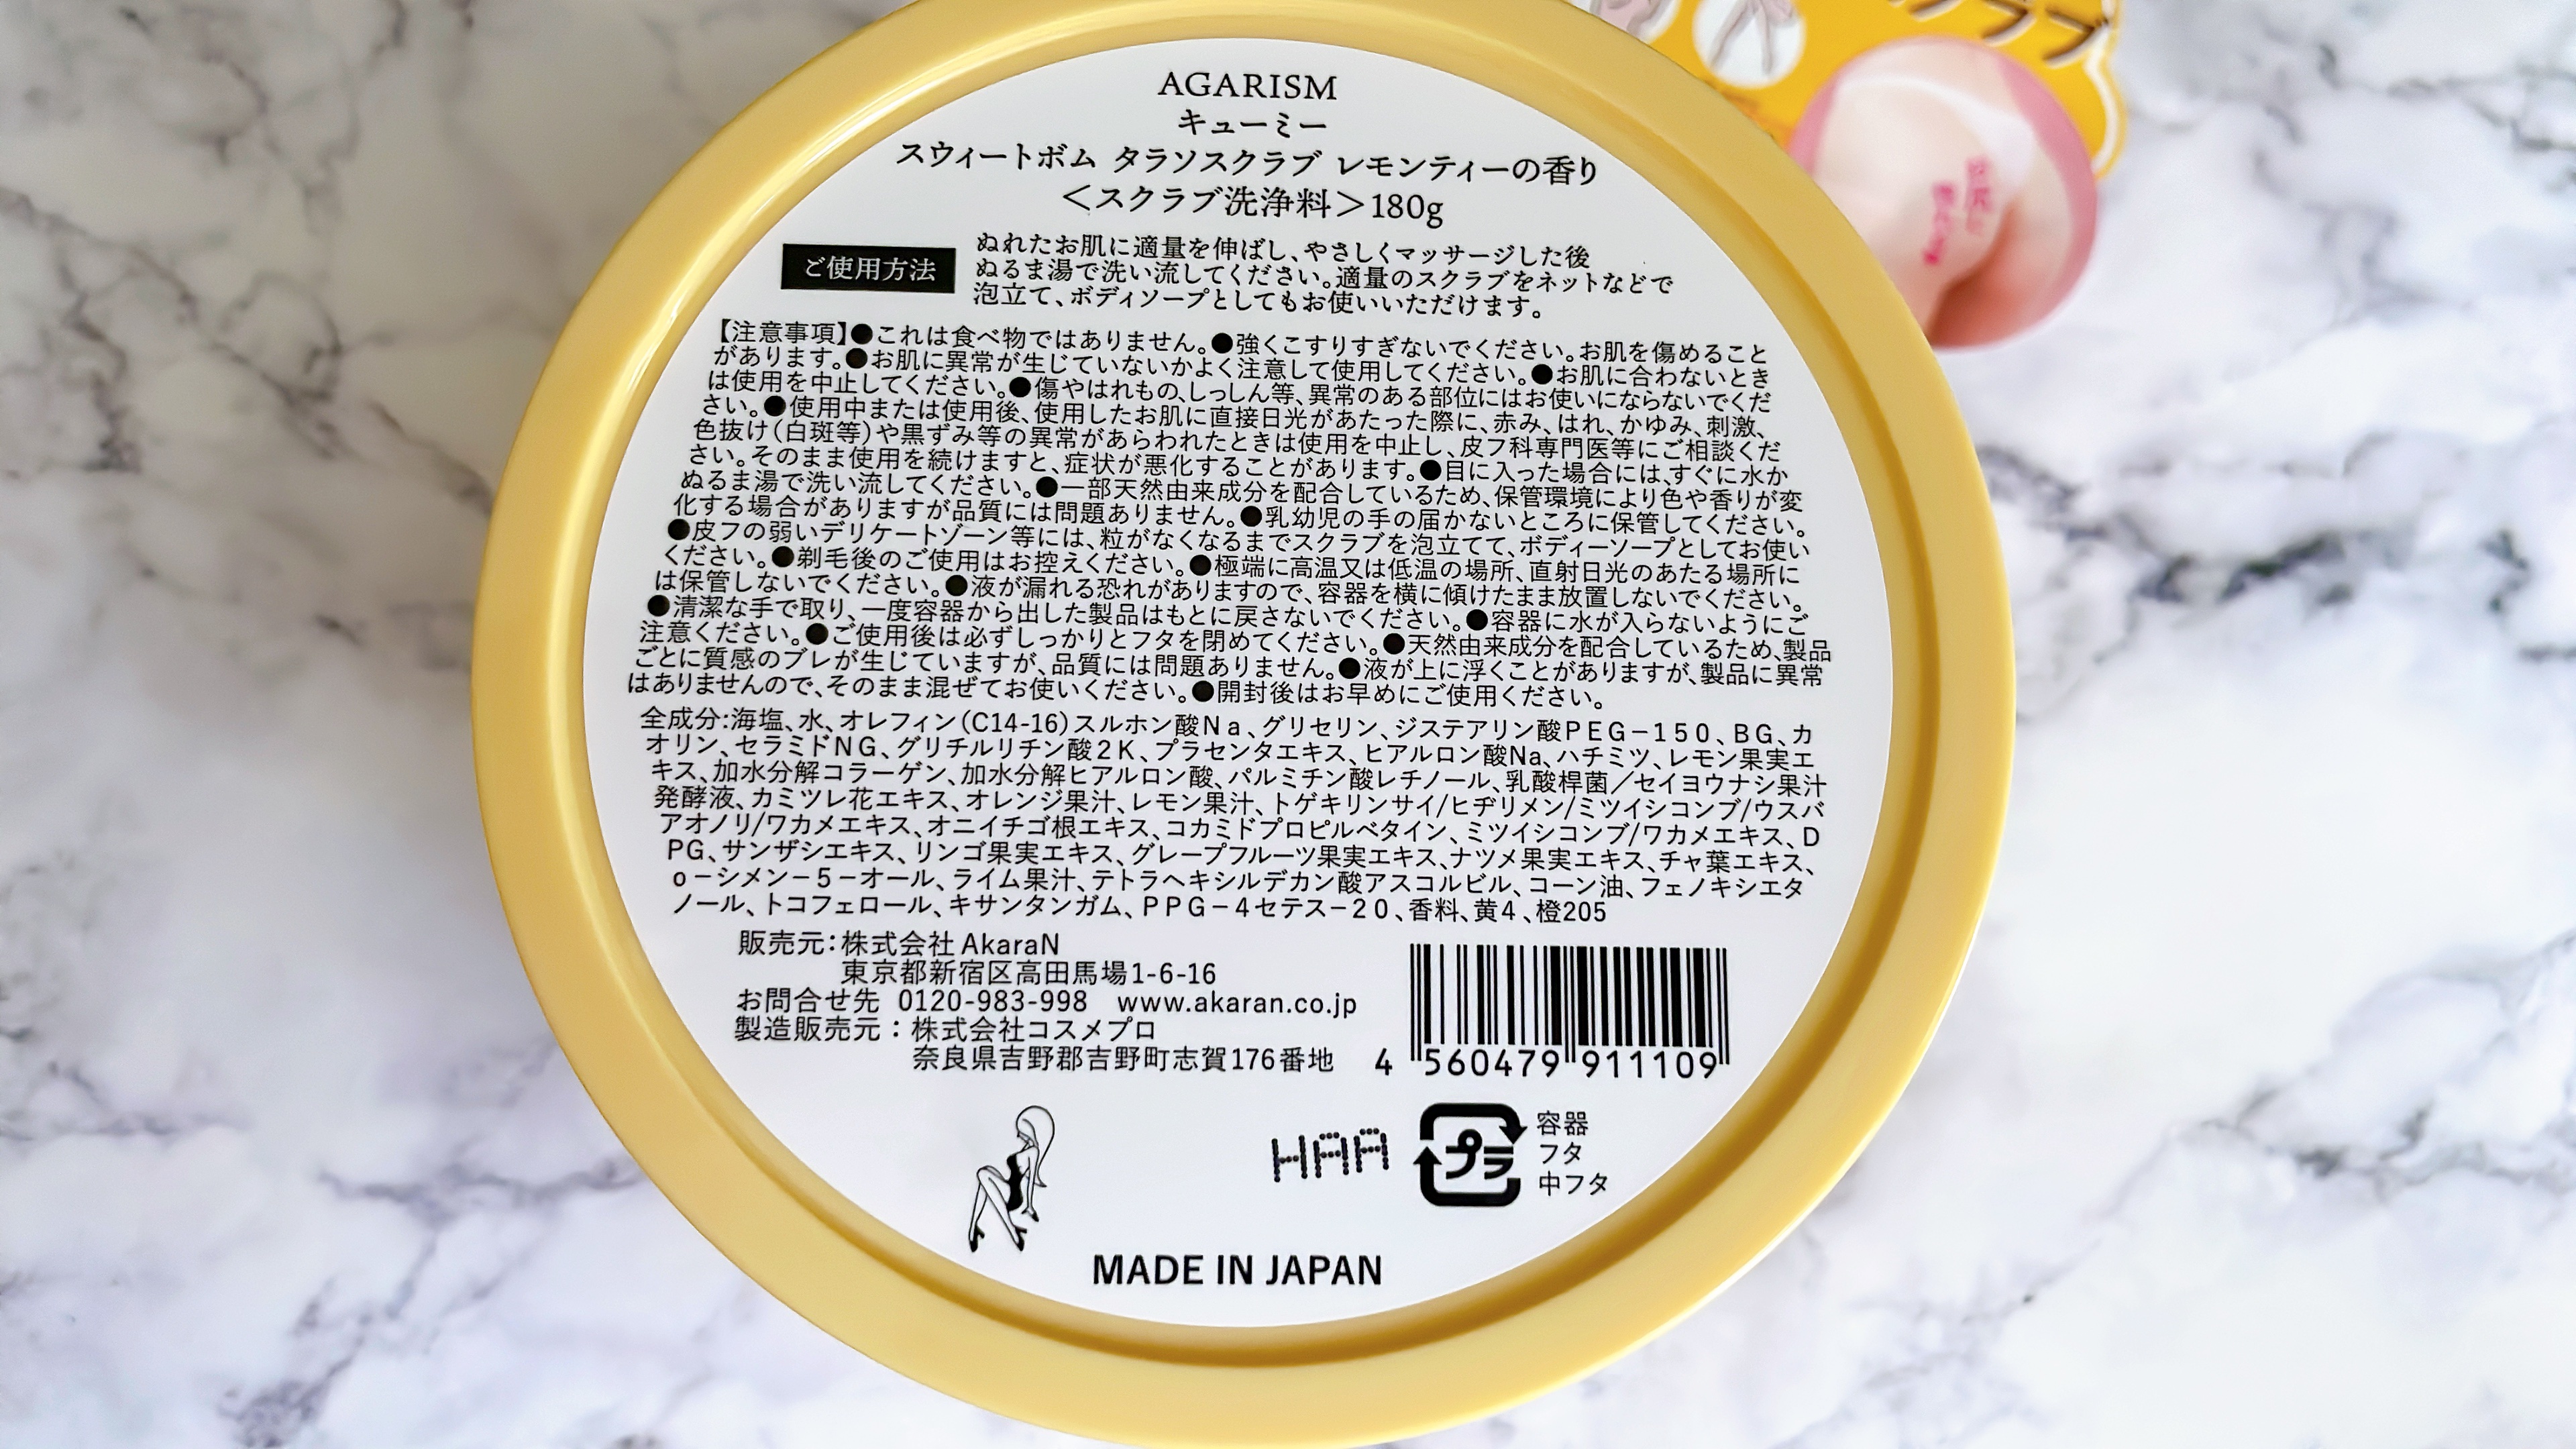 クラブ
AGARISM
キューミー
スウィートボム タラソスクラブ レモンティーの香り
＜スクラブ洗浄料＞180g
ご使用方法
ぬれたお肌に適量を伸ばし、やさしくマッサージした後
ぬるま湯で洗い流してください。適量のスクラブをネットなどで
泡立て、ボディソープとしてもお使いいただけます。
【注意事項】●これは食べ物ではありません。●強くこすりすぎないでください。お肌を傷めること
があります。●お肌に異常が生じていないかよく注意して使用してください。●お肌に合わないとき
は使用を中止してください。●傷やはれもの、しっしん等、異常のある部位にはお使いにならないでくだ
さい。●使用中または使用後、使用したお肌に直接日光があたった際に、赤み、はれ、かゆみ、刺激、
色抜け（白斑等）や黒ずみ等の異常があらわれたときは使用を中止し、皮フ科専門医等にご相談くだ
さい。そのまま使用を続けますと、症状が悪化することがあります。●目に入った場合には、すぐに水か
ぬるま湯で洗い流してください。●一部天然由来成分を配合しているため、保管環境により色や香りが変
化する場合がありますが品質には問題ありません。●乳幼児の手の届かないところに保管してください。
●皮フの弱いデリケートゾーン等には、粒がなくなるまでスクラブを泡立てて、ボディーソープとしてお使い
ください。●剃毛後のご使用はお控えください。●極端に高温又は低温の場所、直射日光のあたる場所に
は保管しないでください。●液が漏れる恐れがありますので、容器を横に傾けたまま放置しないでください。
●清潔な手で取り、一度容器から出した製品はもとに戻さないでください。●容器に水が入らないようにご
注意ください。●ご使用後は必ずしっかりとフタを閉めてください。●天然由来成分を配合しているため、製品
ごとに質感のブレが生じていますが、品質には問題ありません。●液が上に浮くことがありますが、製品に異常
はありませんので、そのまま混ぜてお使いください。●開封後はお早めにご使用ください。
全成分:海塩、水、オレフィン（C14-16）スルホン酸Ｎａ、グリセリン、ジステアリン酸ＰＥＧ－１５０、ＢＧ、カ
オリン、セラミドＮＧ、グリチルリチン酸２Ｋ、プラセンタエキス、ヒアルロン酸Na、ハチミツ、レモン果実エ
キス、加水分解コラーゲン、加水分解ヒアルロン酸、パルミチン酸レチノール、乳酸桿菌／セイヨウナシ果汁
発酵液、カミツレ花エキス、オレンジ果汁、レモン果汁、トゲキリンサイ/ヒヂリメン/ミツイシコンブ/ウスバ
アオノリ/ワカメエキス、オニイチゴ根エキス、コカミドプロピルベタイン、ミツイシコンブ/ワカメエキス、Ｄ
ＰＧ、サンザシエキス、リンゴ果実エキス、グレープフルーツ果実エキス、ナツメ果実エキス、チャ葉エキス、
ｏ－シメン－５－オール、ライム果汁、テトラヘキシルデカン酸アスコルビル、コーン油、フェノキシエタ
ノール、トコフェロール、キサンタンガム、ＰＰＧ－４セテス－２０、香料、黄４、橙205
販売元：株式会社 AkaraN
東京都新宿区高田馬場1-6-16
お問合せ先 0120-983-998 www.akaran.co.jp
製造販売元：株式会社コスメプロ
奈良県吉野郡吉野町志賀176番地
4 560479 911109
HAA
プラ
容器
フタ
中フタ
MADE IN JAPAN